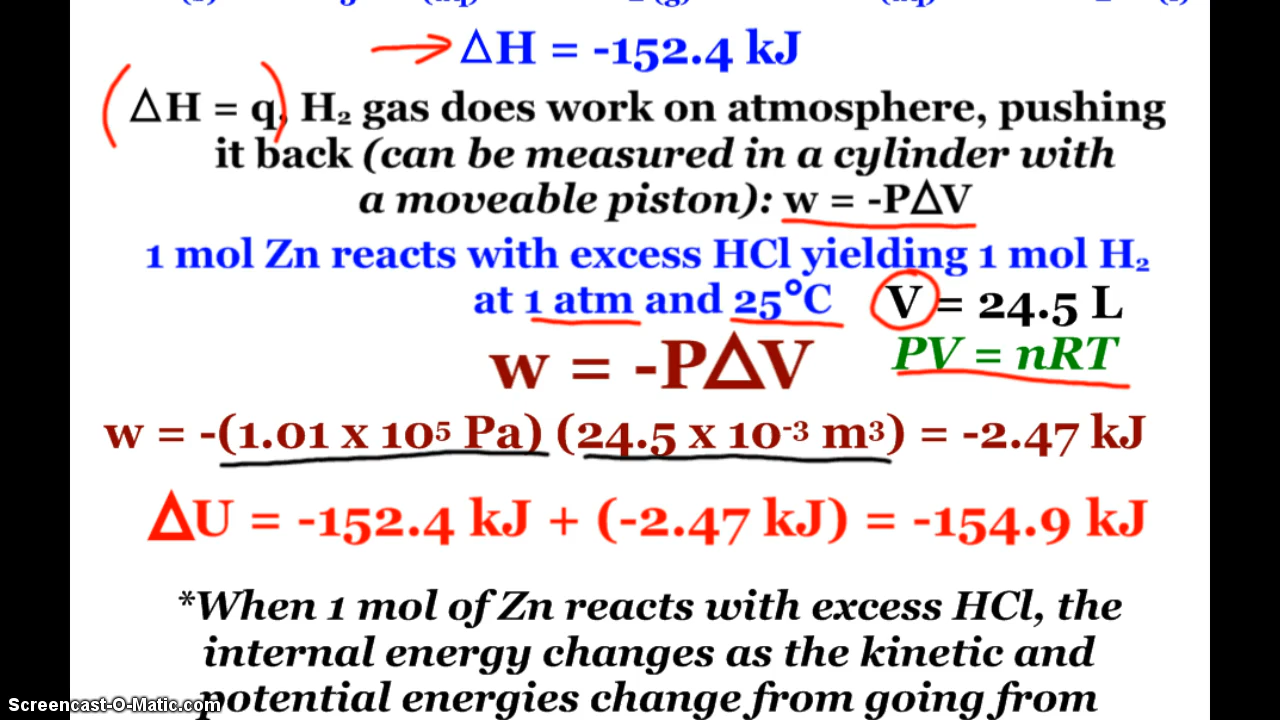 (s) (aq) (g) (aq) (s)
→ ΔH = -152.4 kJ
(ΔH = q), H₂ gas does work on atmosphere, pushing
it back (can be measured in a cylinder with
a moveable piston): w = -PΔV
1 mol Zn reacts with excess HCl yielding 1 mol H₂
at 1 atm and 25°C V = 24.5 L
w = -PΔV PV = nRT
w = -(1.01 x 10⁵ Pa) (24.5 x 10⁻³ m³) = -2.47 kJ
ΔU = -152.4 kJ + (-2.47 kJ) = -154.9 kJ
*When 1 mol of Zn reacts with excess HCl, the
internal energy changes as the kinetic and
potential energies change from going from
Screencast-O-Matic.com